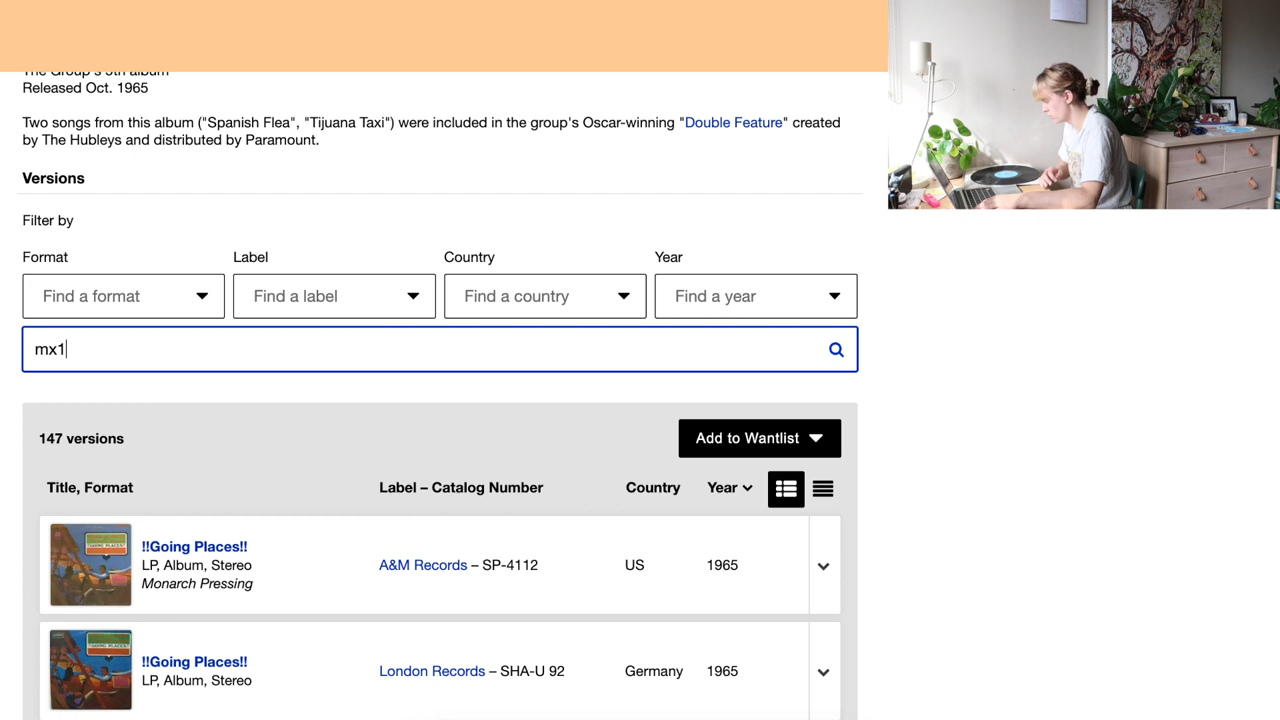 The Group's 5th album
Released Oct. 1965
Two songs from this album ("Spanish Flea", "Tijuana Taxi") were included in the group's Oscar-winning "Double Feature" created
by The Hubleys and distributed by Paramount.
Versions
Filter by
Format Label Country Year
Find a format Find a label Find a country Find a year
mx1
147 versions Add to Wantlist
Title, Format Label – Catalog Number Country Year
!!Going Places!!
LP, Album, Stereo A&M Records – SP-4112 US 1965
Monarch Pressing
!!Going Places!!
London Records – SHA-U 92 Germany 1965
LP, Album, Stereo